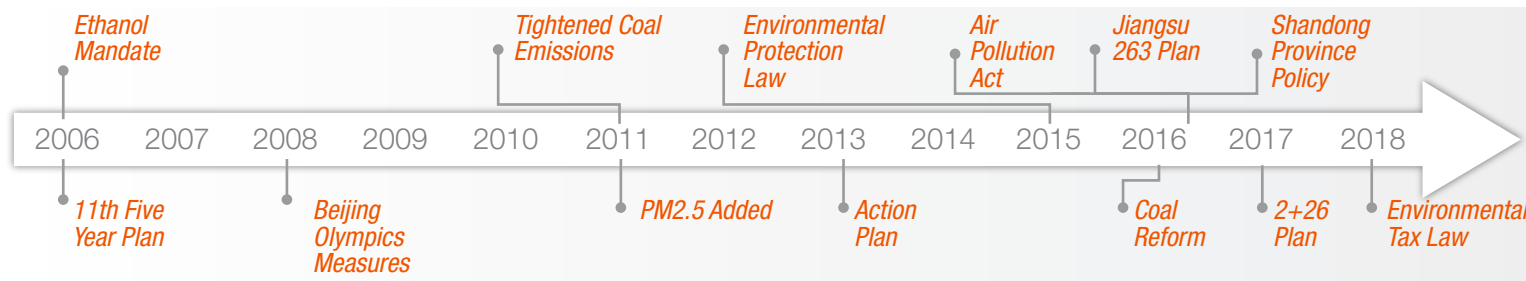 Ethanol
Mandate
Tightened Coal
Emissions
Environmental
Protection
Law
Air
Pollution
Act
Jiangsu
263 Plan
Shandong
Province
Policy
2006 2007 2008 2009 2010 2011 2012 2013 2014 2015 2016 2017 2018
11th Five
Year Plan
Beijing
Olympics
Measures
PM2.5 Added
Action
Plan
Coal
Reform
2+26
Plan
Environmental
Tax Law